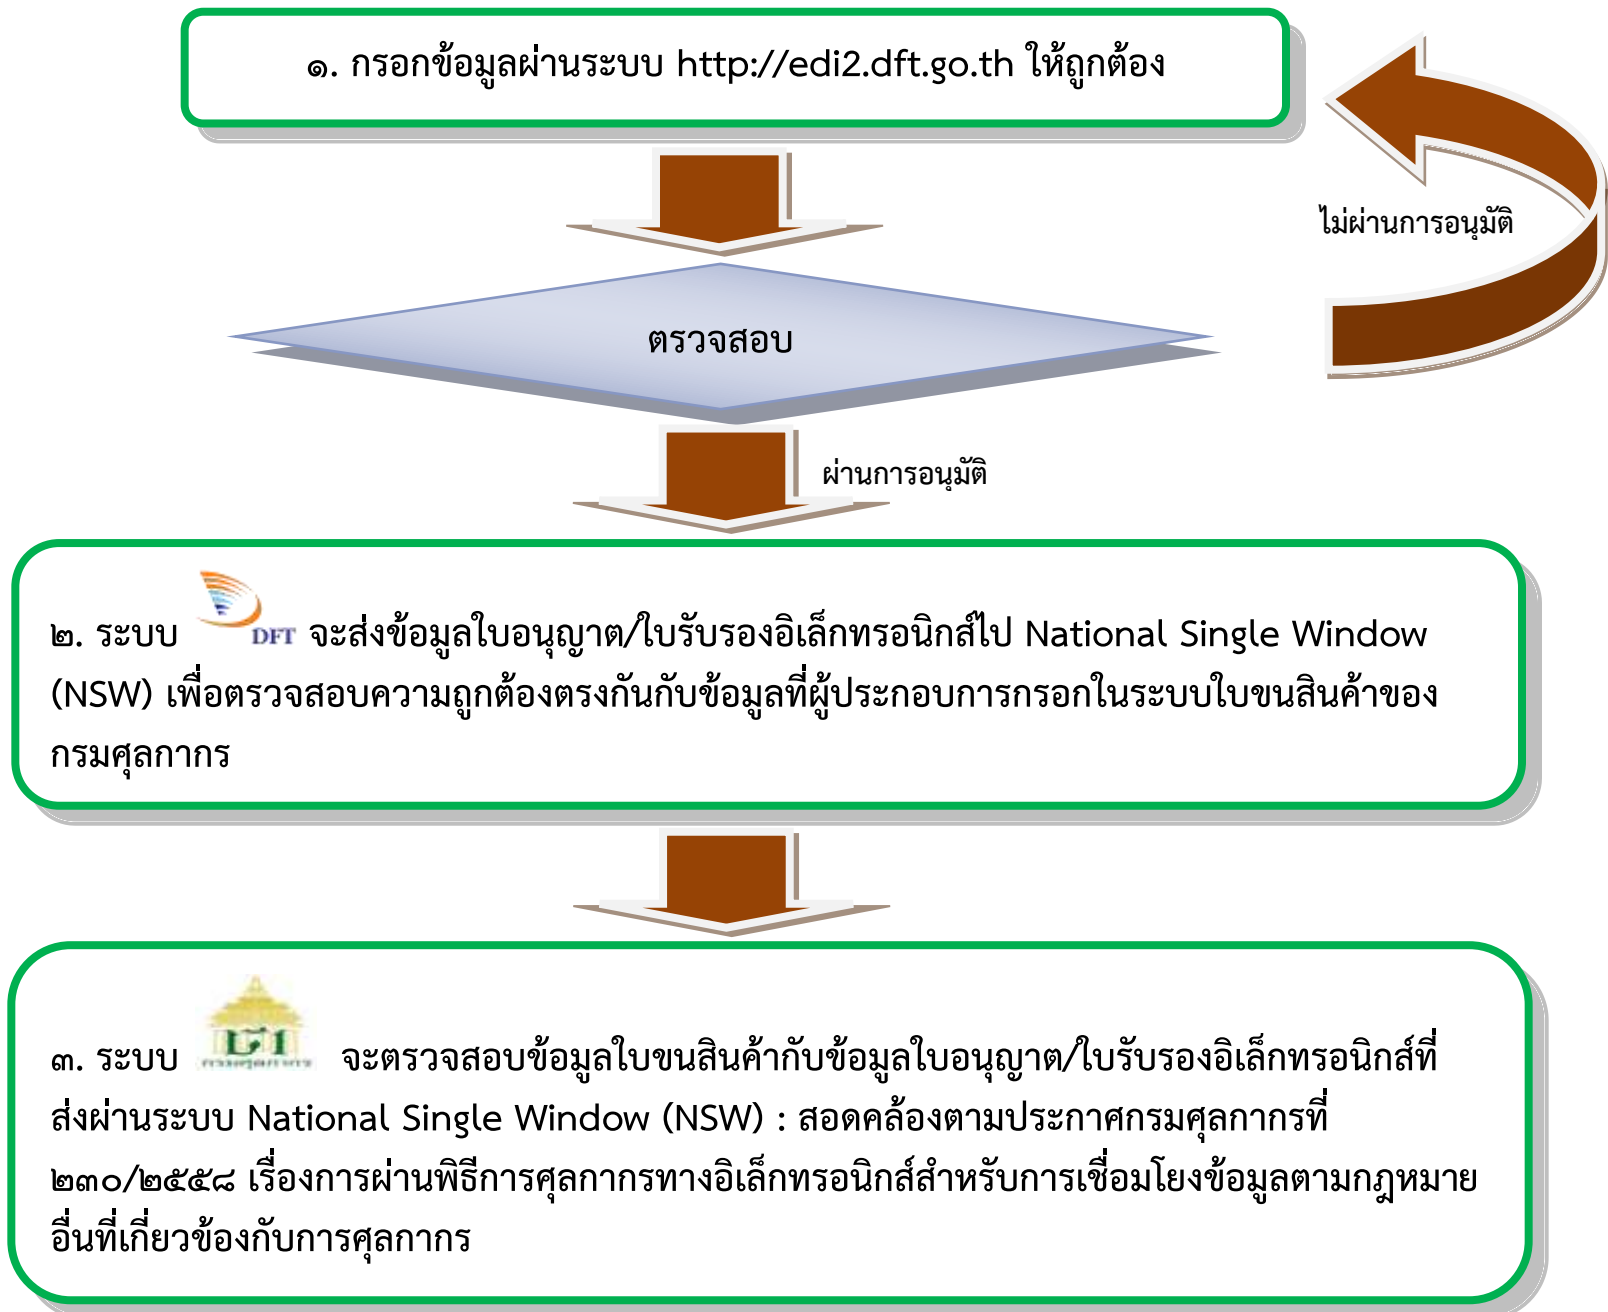 ๑. กรอกข้อมูลผ่านระบบ http://edi2.dft.go.th ให้ถูกต้อง
ไม่ผ่านการอนุมัติ
ตรวจสอบ
ผ่านการอนุมัติ
๒. ระบบ DFT จะส่งข้อมูลใบอนุญาต/ใบรับรองอิเล็กทรอนิกส์ไป National Single Window
(NSW) เพื่อตรวจสอบความถูกต้องตรงกันกับข้อมูลที่ผู้ประกอบการกรอกในระบบใบขนสินค้าของ
กรมศุลกากร
๓. ระบบ จะตรวจสอบข้อมูลใบขนสินค้ากับข้อมูลใบอนุญาต/ใบรับรองอิเล็กทรอนิกส์ที่
ส่งผ่านระบบ National Single Window (NSW) : สอดคล้องตามประกาศกรมศุลกากรที่
๒๓๐/๒๕๕๘ เรื่องการผ่านพิธีการศุลกากรทางอิเล็กทรอนิกส์สำหรับการเชื่อมโยงข้อมูลตามกฎหมาย
อื่นที่เกี่ยวข้องกับการศุลกากร